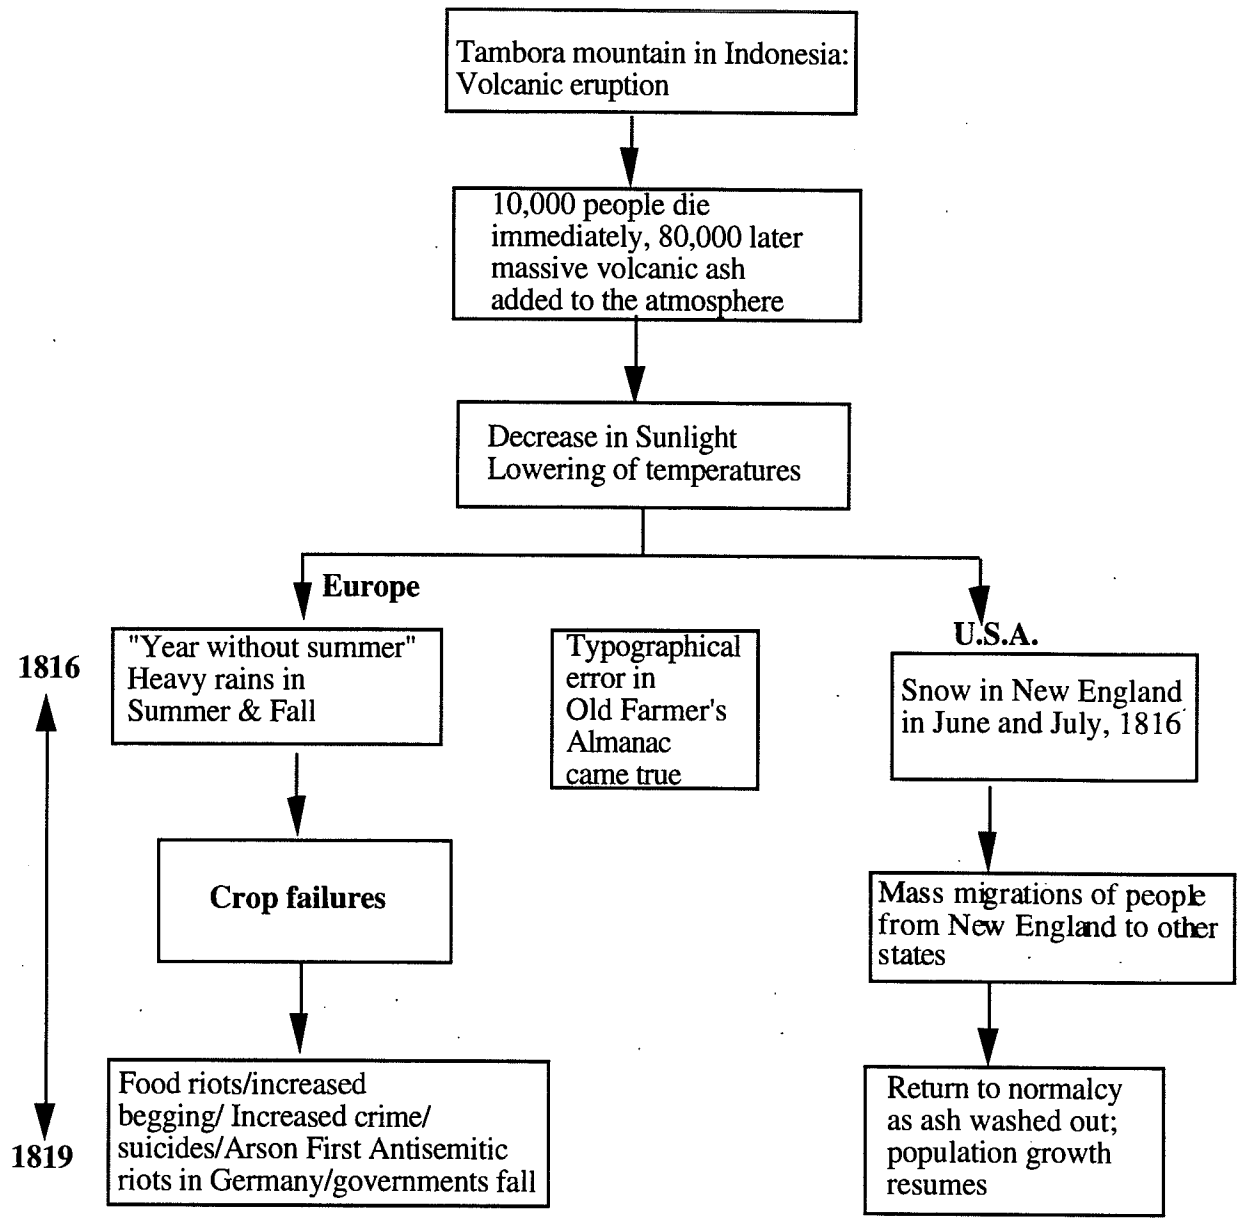 Tambora mountain in Indonesia:
Volcanic eruption
10,000 people die
immediately, 80,000 later
massive volcanic ash
added to the atmosphere
Decrease in Sunlight
Lowering of temperatures
Europe
"Year without summer"
Heavy rains in
Summer & Fall
Typographical
error in
Old Farmer's
Almanac
came true
U.S.A.
Snow in New England
in June and July, 1816
1816
Crop failures
Mass migrations of people
from New England to other
states
Food riots/increased
begging/ Increased crime/
suicides/Arson First Antisemitic
riots in Germany/governments fall
1819
Return to normalcy
as ash washed out;
population growth
resumes